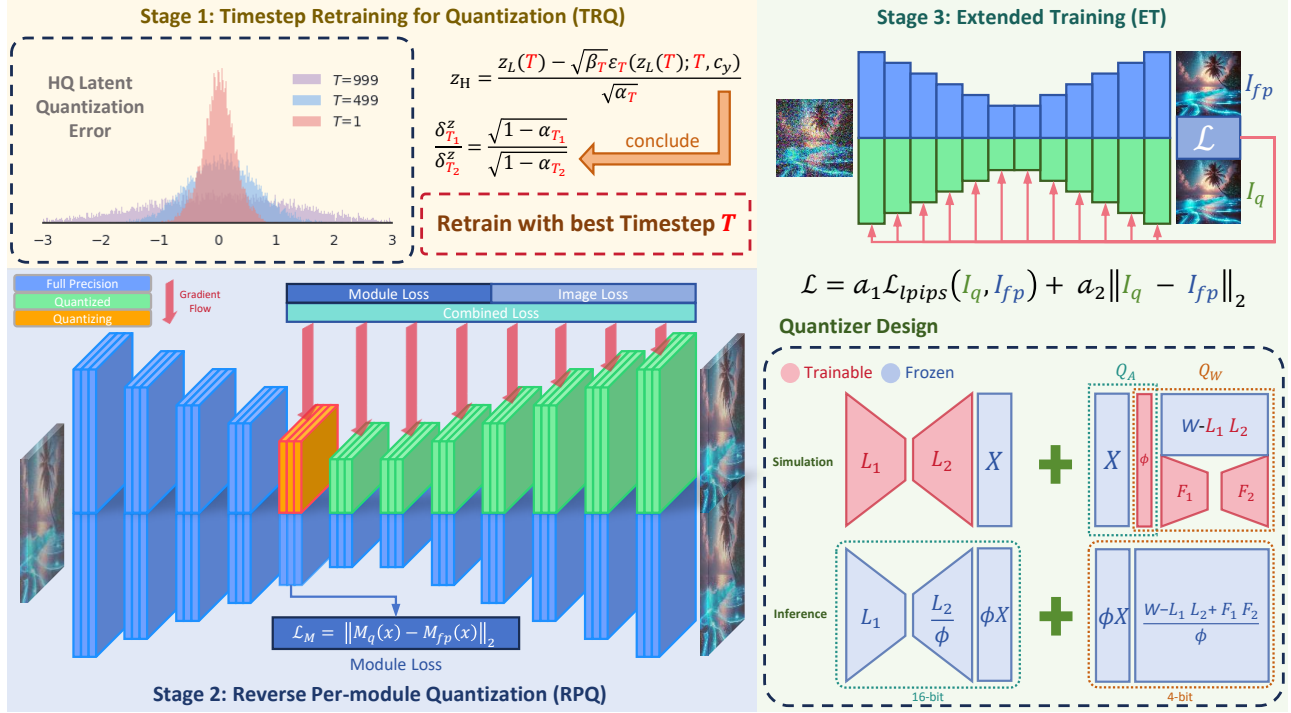 Stage 1: Timestep Retraining for Quantization (TRQ)
HQ Latent
Quantization
Error
T=999
T=499
T=1
−3 −2 −1 0 1 2 3
z_H = (z_L(T) − √β_T ε_T(z_L(T); T, c_y)) / √α_T
δ^z_{T_1} / δ^z_{T_2} = √(1 − α_{T_1}) / √(1 − α_{T_2})
conclude
Retrain with best Timestep T
Full Precision
Quantized
Quantizing
Gradient
Flow
Module Loss
Image Loss
Combined Loss
ℒ_M = ‖M_q(x) − M_fp(x)‖_2
Module Loss
Stage 2: Reverse Per-module Quantization (RPQ)
Stage 3: Extended Training (ET)
I_fp
ℒ
I_q
ℒ = a_1 ℒ_lpips(I_q, I_fp) + a_2‖I_q − I_fp‖_2
Quantizer Design
Trainable
Frozen
Q_A
Q_W
Simulation
L_1
L_2
X
+
X
ϕ
W-L_1 L_2
F_1
F_2
Inference
L_1
L_2 / ϕ
ϕX
+
ϕX
(W−L_1 L_2+ F_1 F_2) / ϕ
16-bit
4-bit